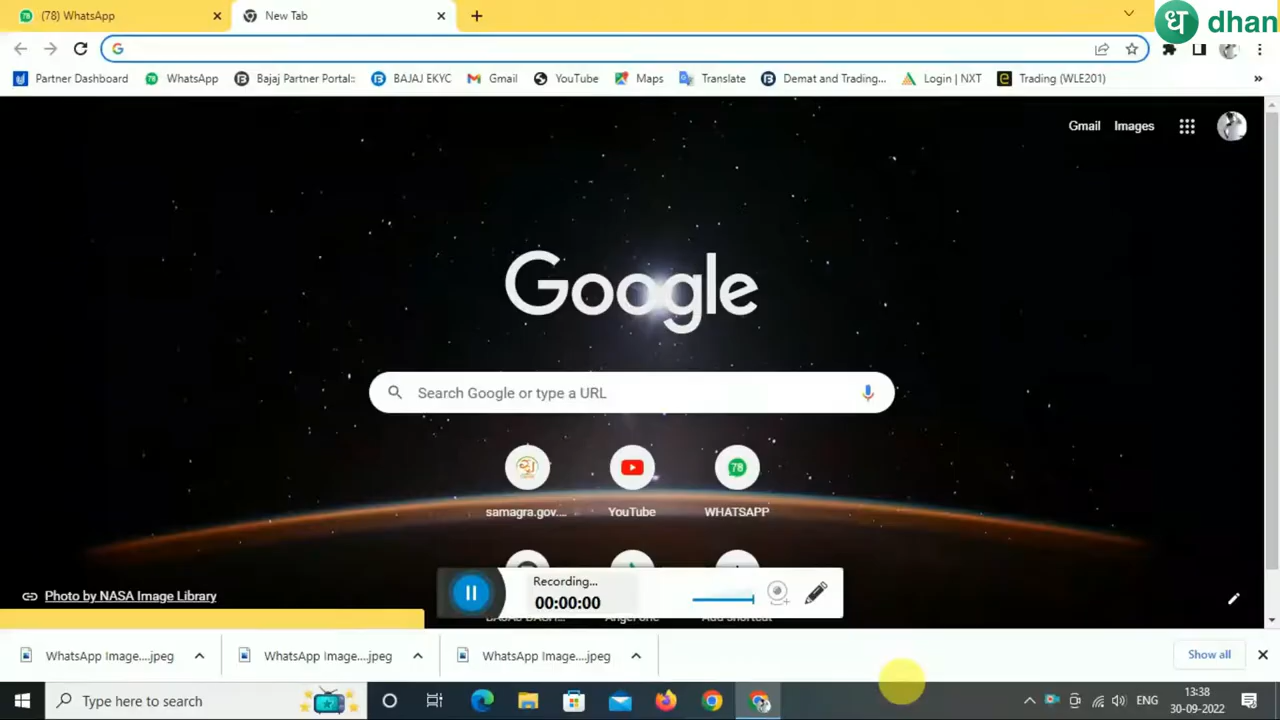 (78) WhatsApp
New Tab
ध dhan
Partner Dashboard
WhatsApp
Bajaj Partner Portal::
BAJAJ EKYC
Gmail
YouTube
Maps
Translate
Demat and Trading...
Login | NXT
Trading (WLE201)
Gmail
Images
Google
Search Google or type a URL
78
samagra.gov....
YouTube
WHATSAPP
Recording...
00:00:00
Photo by NASA Image Library
WhatsApp Image....jpeg
WhatsApp Image....jpeg
WhatsApp Image....jpeg
Show all
Type here to search
ENG
13:38
30-09-2022